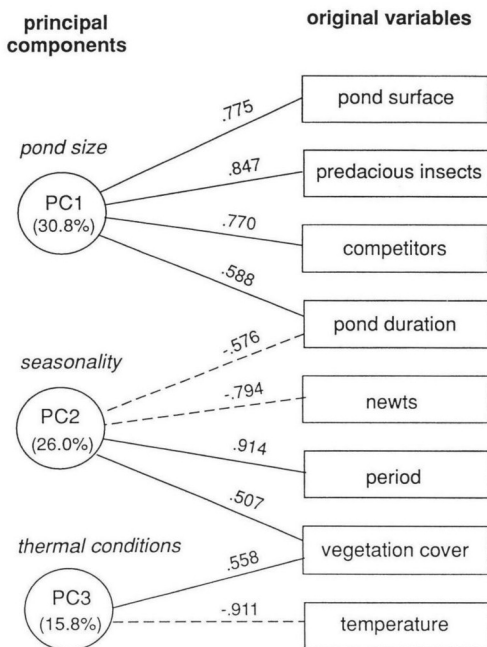 principal
components
original variables
.775
pond surface
pond size
.847
predacious insects
PC1
(30.8%)
.770
competitors
.588
pond duration
-.576
seasonality
-.794
newts
PC2
(26.0%)
.914
period
.507
vegetation cover
thermal conditions
.558
PC3
(15.8%)
-.911
temperature